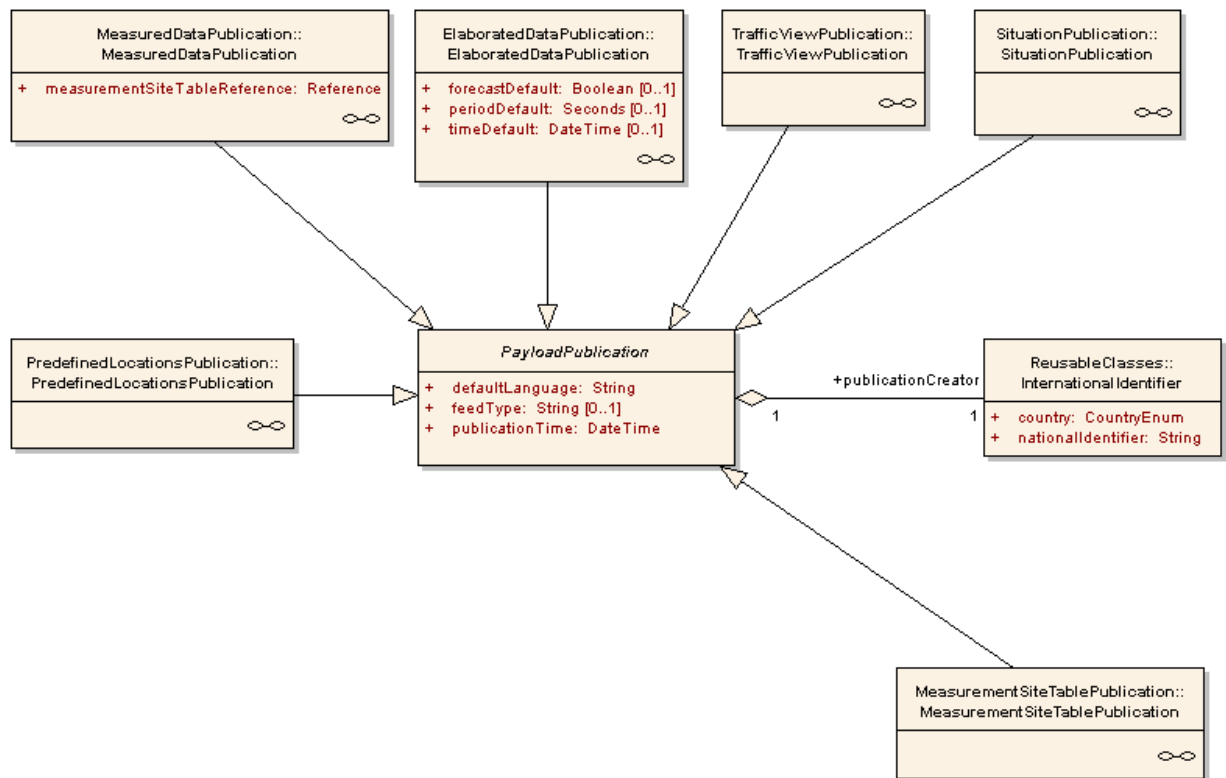 MeasuredDataPublication::
MeasuredDataPublication
+ measurementSiteTableReference: Reference
ElaboratedDataPublication::
ElaboratedDataPublication
+ forecastDefault: Boolean [0..1]
+ periodDefault: Seconds [0..1]
+ timeDefault: DateTime [0..1]
TrafficViewPublication::
TrafficViewPublication
SituationPublication::
SituationPublication
PredefinedLocationsPublication::
PredefinedLocationsPublication
PayloadPublication
+ defaultLanguage: String
+ feedType: String [0..1]
+ publicationTime: DateTime
+publicationCreator
1
1
ReusableClasses::
InternationalIdentifier
+ country: CountryEnum
+ nationalIdentifier: String
MeasurementSiteTablePublication::
MeasurementSiteTablePublication